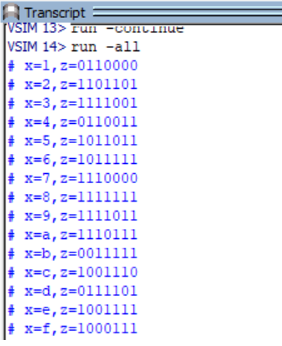 Transcript
VSIM 13> run -continue
VSIM 14> run -all
# x=1,z=0110000
# x=2,z=1101101
# x=3,z=1111001
# x=4,z=0110011
# x=5,z=1011011
# x=6,z=1011111
# x=7,z=1110000
# x=8,z=1111111
# x=9,z=1111011
# x=a,z=1110111
# x=b,z=0011111
# x=c,z=1001110
# x=d,z=0111101
# x=e,z=1001111
# x=f,z=1000111